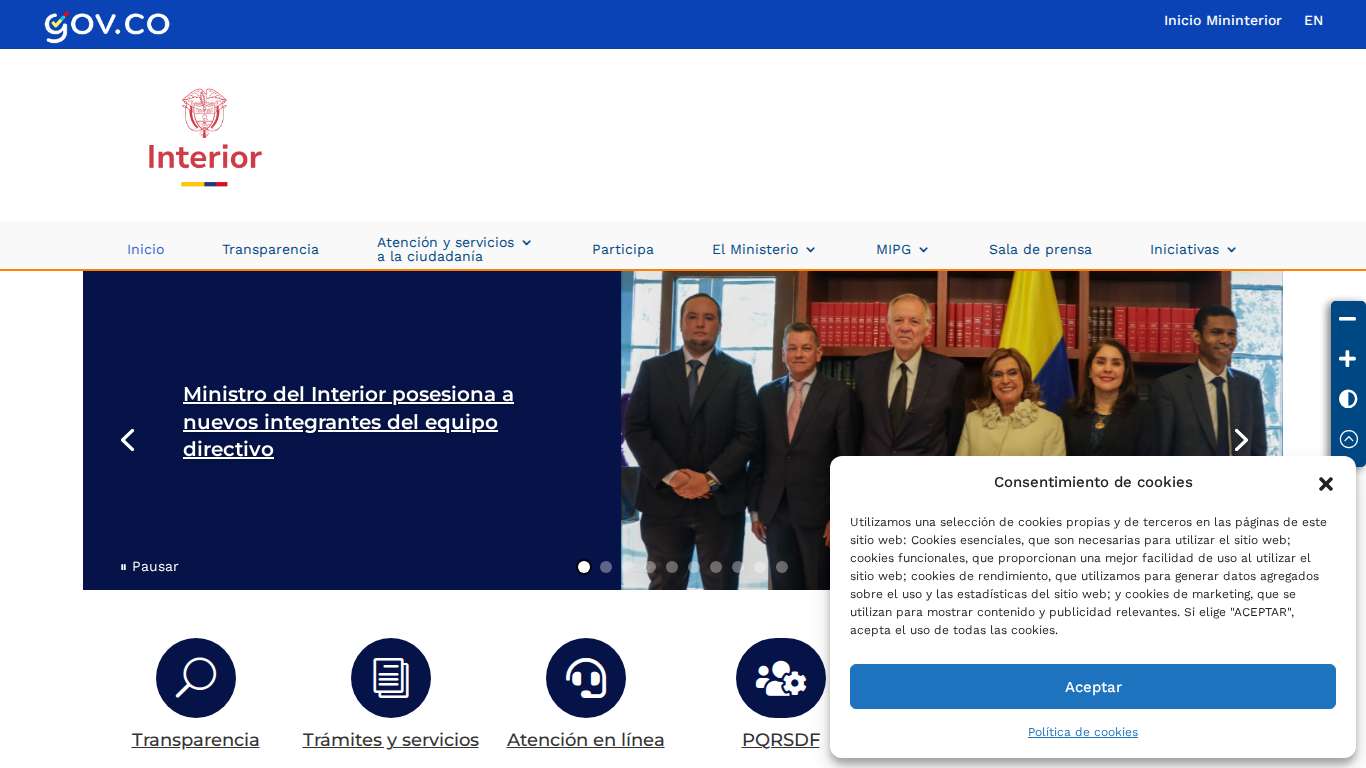 GOV.CO
Inicio Mininterior EN
Interior
Inicio
Transparencia
Atención y servicios
a la ciudadanía
Participa
El Ministerio
MIPG
Sala de prensa
Iniciativas
Ministro del Interior posesiona a
nuevos integrantes del equipo
directivo
Pausar
Transparencia
Trámites y servicios
Atención en línea
PQRSDF
Consentimiento de cookies
Utilizamos una selección de cookies propias y de terceros en las páginas de este
sitio web: Cookies esenciales, que son necesarias para utilizar el sitio web;
cookies funcionales, que proporcionan una mejor facilidad de uso al utilizar el
sitio web; cookies de rendimiento, que utilizamos para generar datos agregados
sobre el uso y las estadísticas del sitio web; y cookies de marketing, que se
utilizan para mostrar contenido y publicidad relevantes. Si elige "ACEPTAR",
acepta el uso de todas las cookies.
Aceptar
Política de cookies